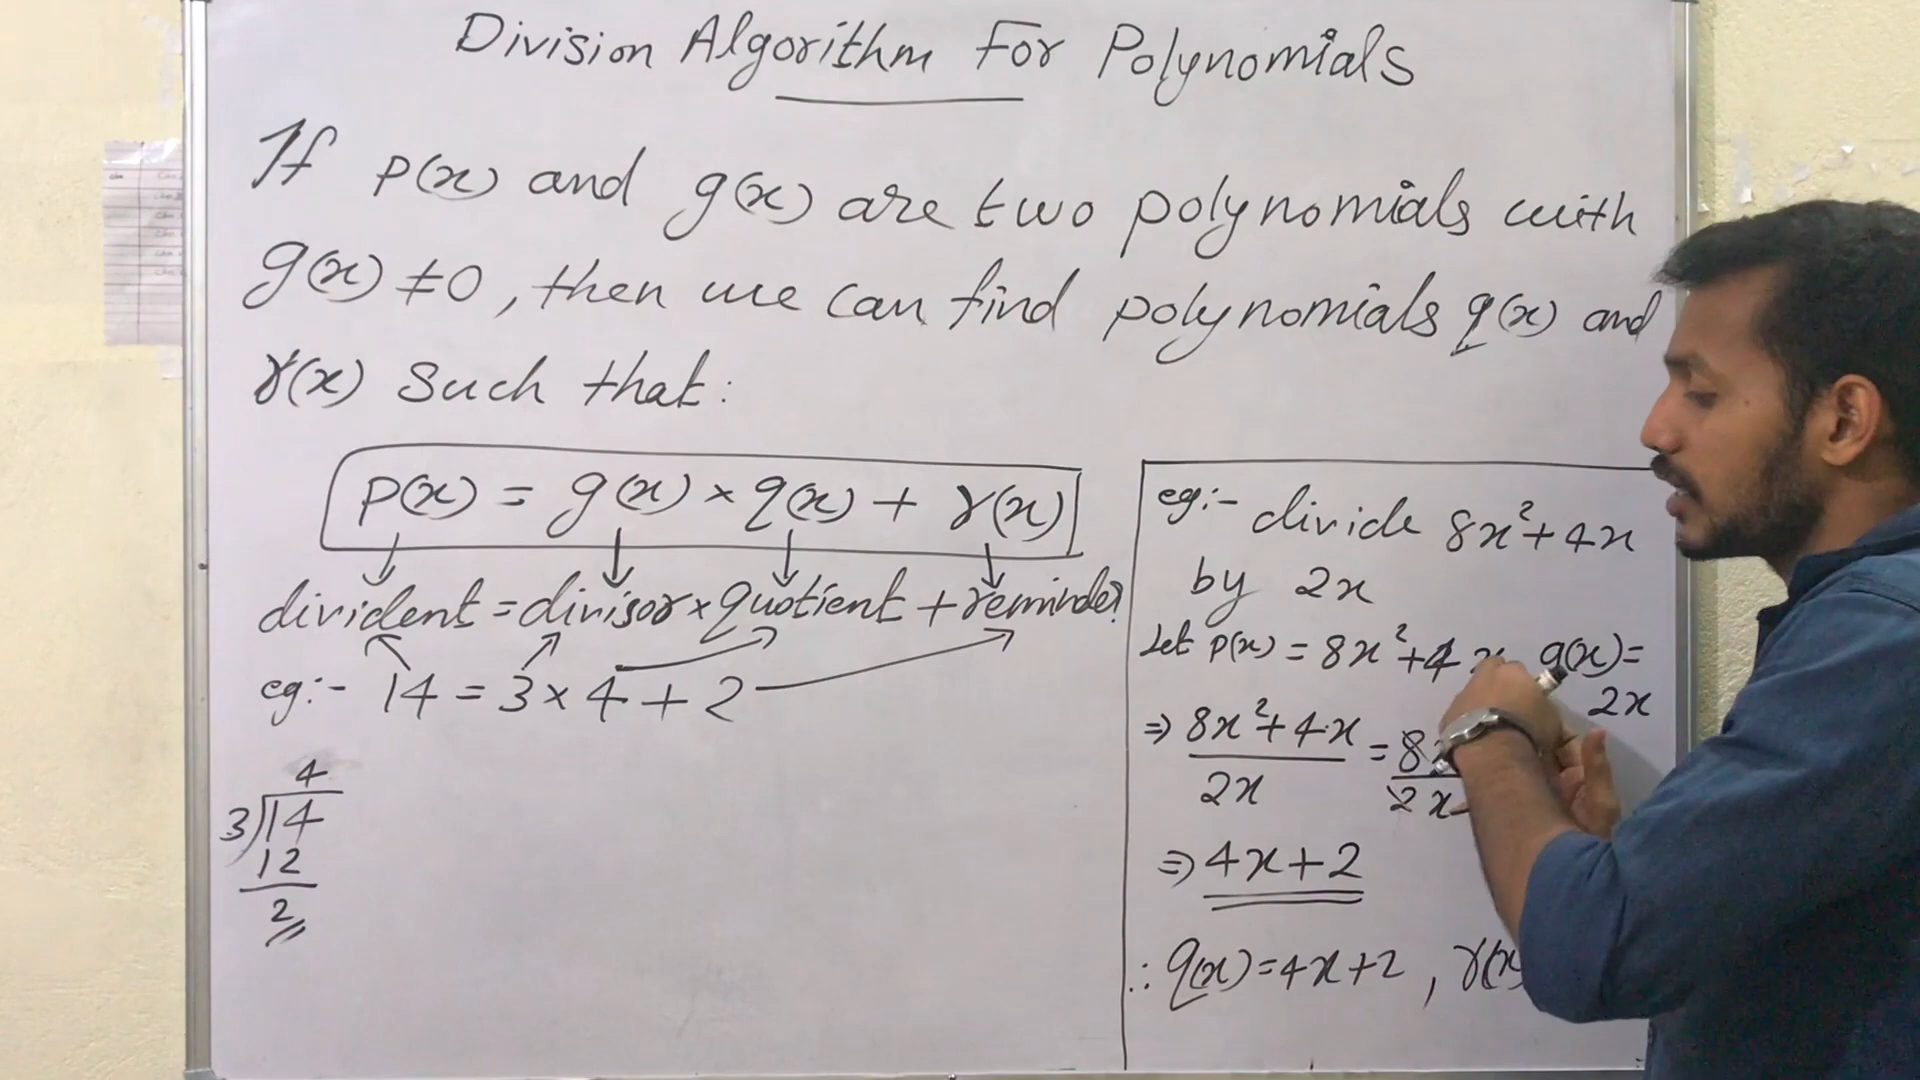 Division Algorithm For Polynomials
If p(x) and g(x) are two polynomials with
g(x) ≠ 0, then we can find polynomials q(x) and
r(x) Such that:
p(x) = g(x) × q(x) + r(x)
divident = divisor × quotient + reminder
eg:- 14 = 3 × 4 + 2
4
3)14
12
2
eg:- divide 8x²+4x
by 2x
Let p(x) = 8x²+4x g(x)=
2x
⇒ 8x²+4x / 2x = 8x / 2x
⇒ 4x+2
∴ q(x)=4x+2, r(x